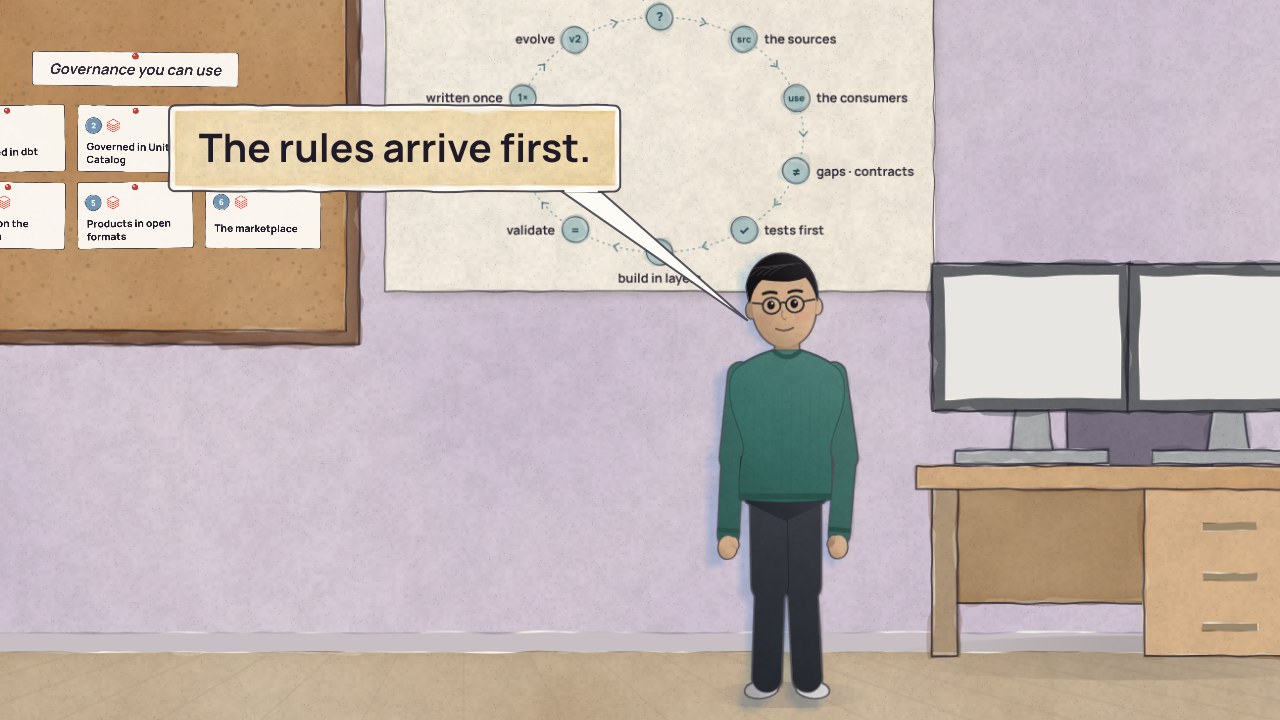 Governance you can use
ed in dbt
2
Governed in Unit
Catalog
on the
5
Products in open
formats
6
The marketplace
?
evolve
v2
src
the sources
written once
1×
use
the consumers
The rules arrive first.
≠
gaps · contracts
validate
=
✓
tests first
build in layers